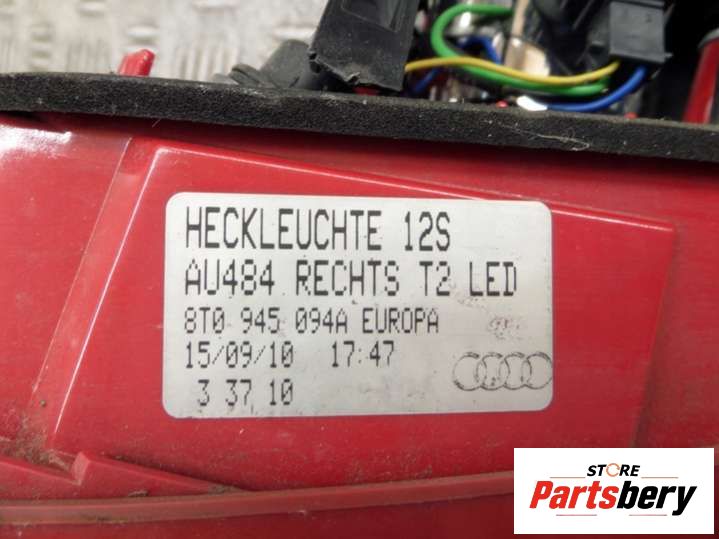 HECKLEUCHTE 12S
AU484 RECHTS T2 LED
8T0 945 094A EUROPA
15/09/10 17:47
3 37 10
STORE
Partsbery